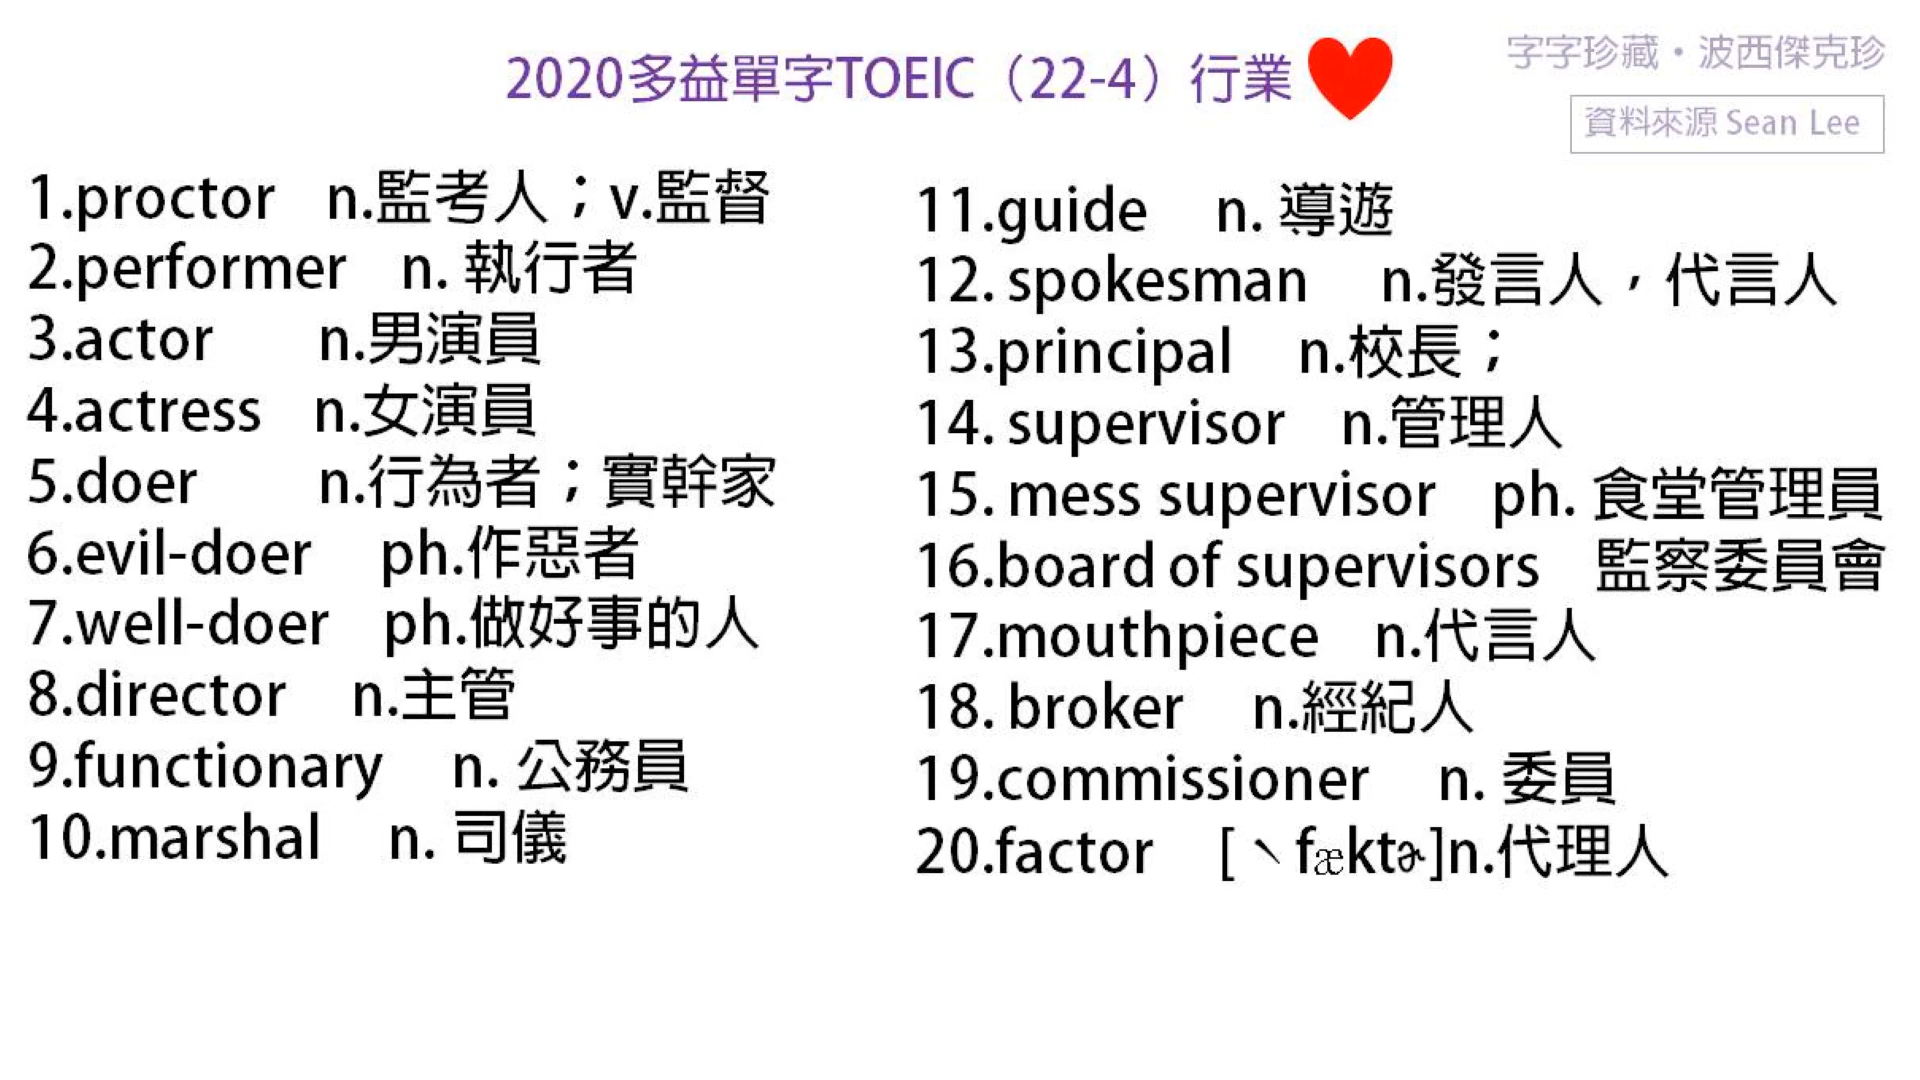 2020多益單字TOEIC（22-4）行業
字字珍藏·波西傑克珍
資料來源 Sean Lee
1.proctor n.監考人；v.監督
2.performer n. 執行者
3.actor n.男演員
4.actress n.女演員
5.doer n.行為者；實幹家
6.evil-doer ph.作惡者
7.well-doer ph.做好事的人
8.director n.主管
9.functionary n. 公務員
10.marshal n. 司儀
11.guide n. 導遊
12. spokesman n.發言人，代言人
13.principal n.校長；
14. supervisor n.管理人
15. mess supervisor ph. 食堂管理員
16.board of supervisors 監察委員會
17.mouthpiece n.代言人
18. broker n.經紀人
19.commissioner n. 委員
20.factor [ˋfæktɚ]n.代理人